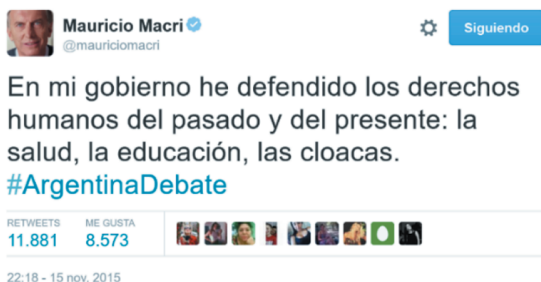 Mauricio Macri
@mauriciomacri
Siguiendo
En mi gobierno he defendido los derechos
humanos del pasado y del presente: la
salud, la educación, las cloacas.
#ArgentinaDebate
RETWEETS ME GUSTA
11.881 8.573
22:18 - 15 nov. 2015